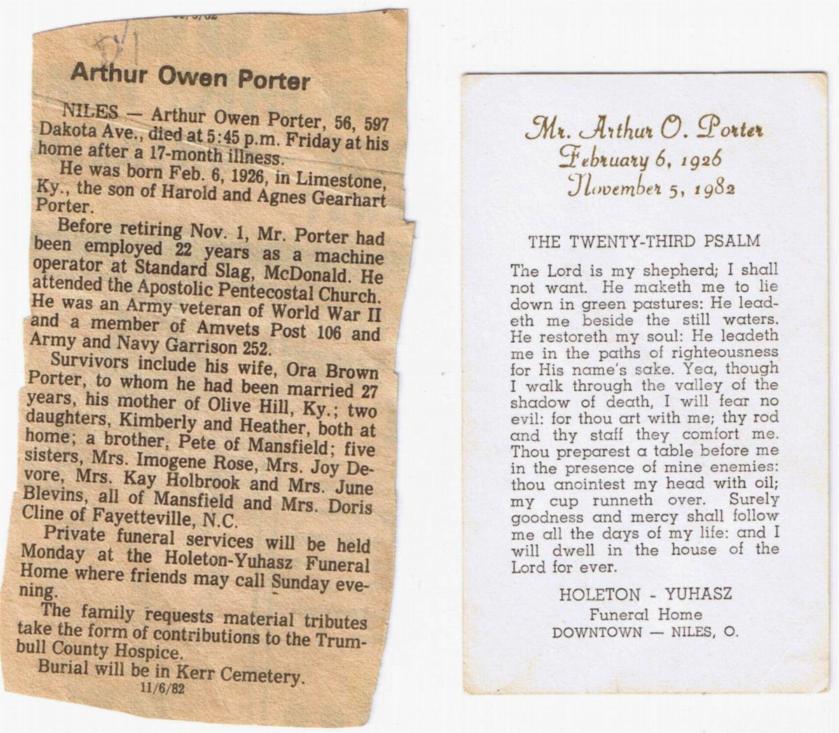 Arthur Owen Porter
NILES — Arthur Owen Porter, 56, 597
Dakota Ave., died at 5:45 p.m. Friday at his
home after a 17-month illness.
He was born Feb. 6, 1926, in Limestone,
Ky., the son of Harold and Agnes Gearhart
Porter.
Before retiring Nov. 1, Mr. Porter had
been employed 22 years as a machine
operator at Standard Slag, McDonald. He
attended the Apostolic Pentecostal Church.
He was an Army veteran of World War II
and a member of Amvets Post 106 and
Army and Navy Garrison 252.
Survivors include his wife, Ora Brown
Porter, to whom he had been married 27
years, his mother of Olive Hill, Ky.; two
daughters, Kimberly and Heather, both at
home; a brother, Pete of Mansfield; five
sisters, Mrs. Imogene Rose, Mrs. Joy De-
vore, Mrs. Kay Holbrook and Mrs. June
Blevins, all of Mansfield and Mrs. Doris
Cline of Fayetteville, N.C.
Private funeral services will be held
Monday at the Holeton-Yuhasz Funeral
Home where friends may call Sunday eve-
ning.
The family requests material tributes
take the form of contributions to the Trum-
bull County Hospice.
Burial will be in Kerr Cemetery.
11/6/82
Mr. Arthur O. Porter
February 6, 1926
November 5, 1982
THE TWENTY-THIRD PSALM
The Lord is my shepherd; I shall
not want. He maketh me to lie
down in green pastures: He lead-
eth me beside the still waters.
He restoreth my soul: He leadeth
me in the paths of righteousness
for His name's sake. Yea, though
I walk through the valley of the
shadow of death, I will fear no
evil: for thou art with me; thy rod
and thy staff they comfort me.
Thou preparest a table before me
in the presence of mine enemies:
thou anointest my head with oil;
my cup runneth over. Surely
goodness and mercy shall follow
me all the days of my life: and I
will dwell in the house of the
Lord for ever.
HOLETON - YUHASZ
Funeral Home
DOWNTOWN — NILES, O.